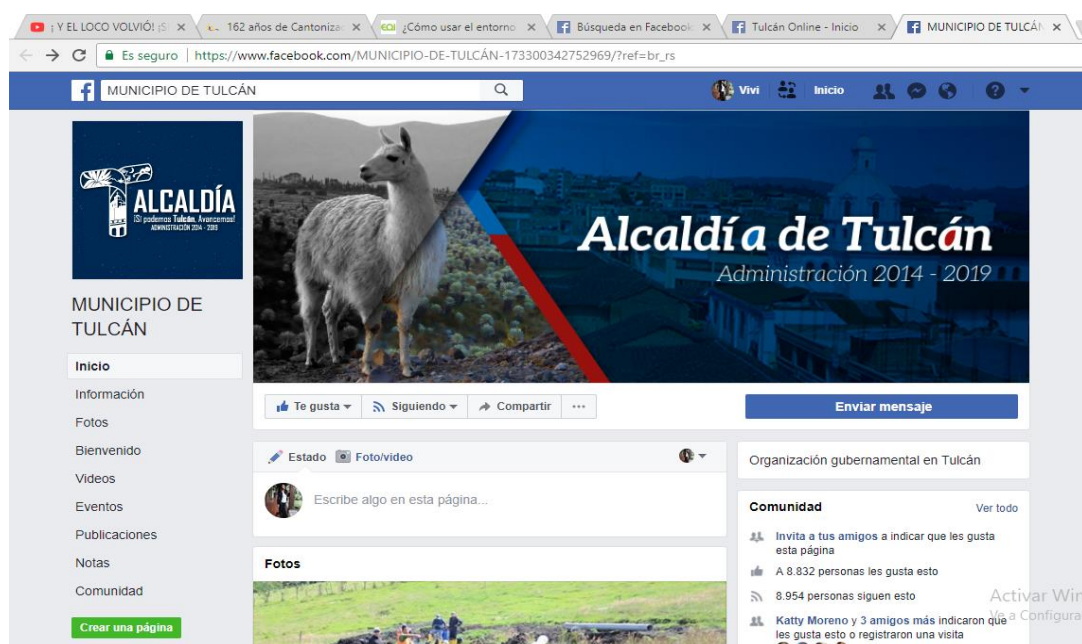 ¡Y EL LOCO VOLVIÓ! ¡S
162 años de Cantoniza
¿Cómo usar el entorno
Búsqueda en Facebook
Tulcán Online - Inicio
MUNICIPIO DE TULCÁN
Es seguro | https://www.facebook.com/MUNICIPIO-DE-TULCÁN-173300342752969/?ref=br_rs
MUNICIPIO DE TULCÁN
Vivi
Inicio
ALCALDÍA
¡Si podemos Tulcán, Avancemos!
ADMINISTRACIÓN 2014 - 2019
Alcaldía de Tulcán
Administración 2014 - 2019
MUNICIPIO DE
TULCÁN
Inicio
Información
Fotos
Bienvenido
Videos
Eventos
Publicaciones
Notas
Comunidad
Crear una página
Te gusta
Siguiendo
Compartir
Enviar mensaje
Estado
Foto/video
Escribe algo en esta página...
Fotos
Organización gubernamental en Tulcán
Comunidad
Ver todo
Invita a tus amigos a indicar que les gusta
esta página
A 8.832 personas les gusta esto
8.954 personas siguen esto
Katty Moreno y 3 amigos más indicaron que
les gusta esto o registraron una visita
Activar Win
Ve a Configura